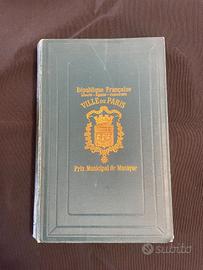 République Française
Liberté - Égalité - Fraternité
VILLE DE PARIS
Prix Municipal de Musique
subito